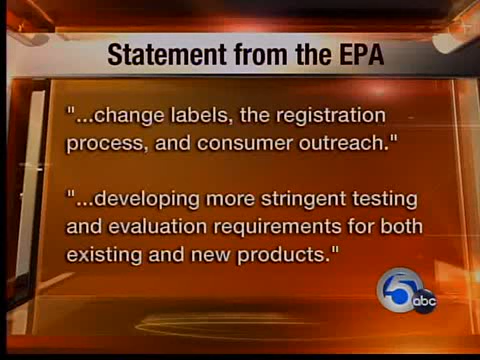 Statement from the EPA
"...change labels, the registration
process, and consumer outreach."
"...developing more stringent testing
and evaluation requirements for both
existing and new products."
5
abc